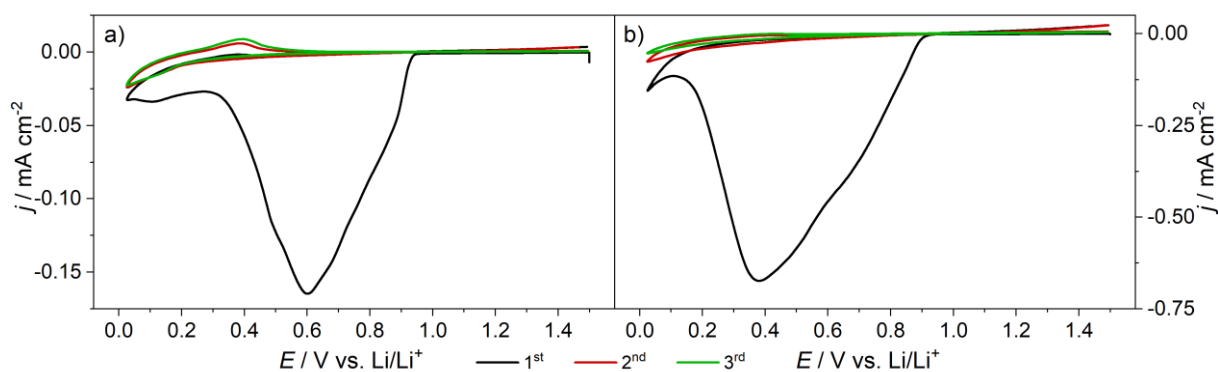 a)
0.00
-0.05
-0.10
-0.15
j / mA cm⁻²
0.0 0.2 0.4 0.6 0.8 1.0 1.2 1.4
E / V vs. Li/Li⁺
b)
0.00
-0.25
-0.50
-0.75
j / mA cm⁻²
0.0 0.2 0.4 0.6 0.8 1.0 1.2 1.4
E / V vs. Li/Li⁺
1ˢᵗ 2ⁿᵈ 3ʳᵈ